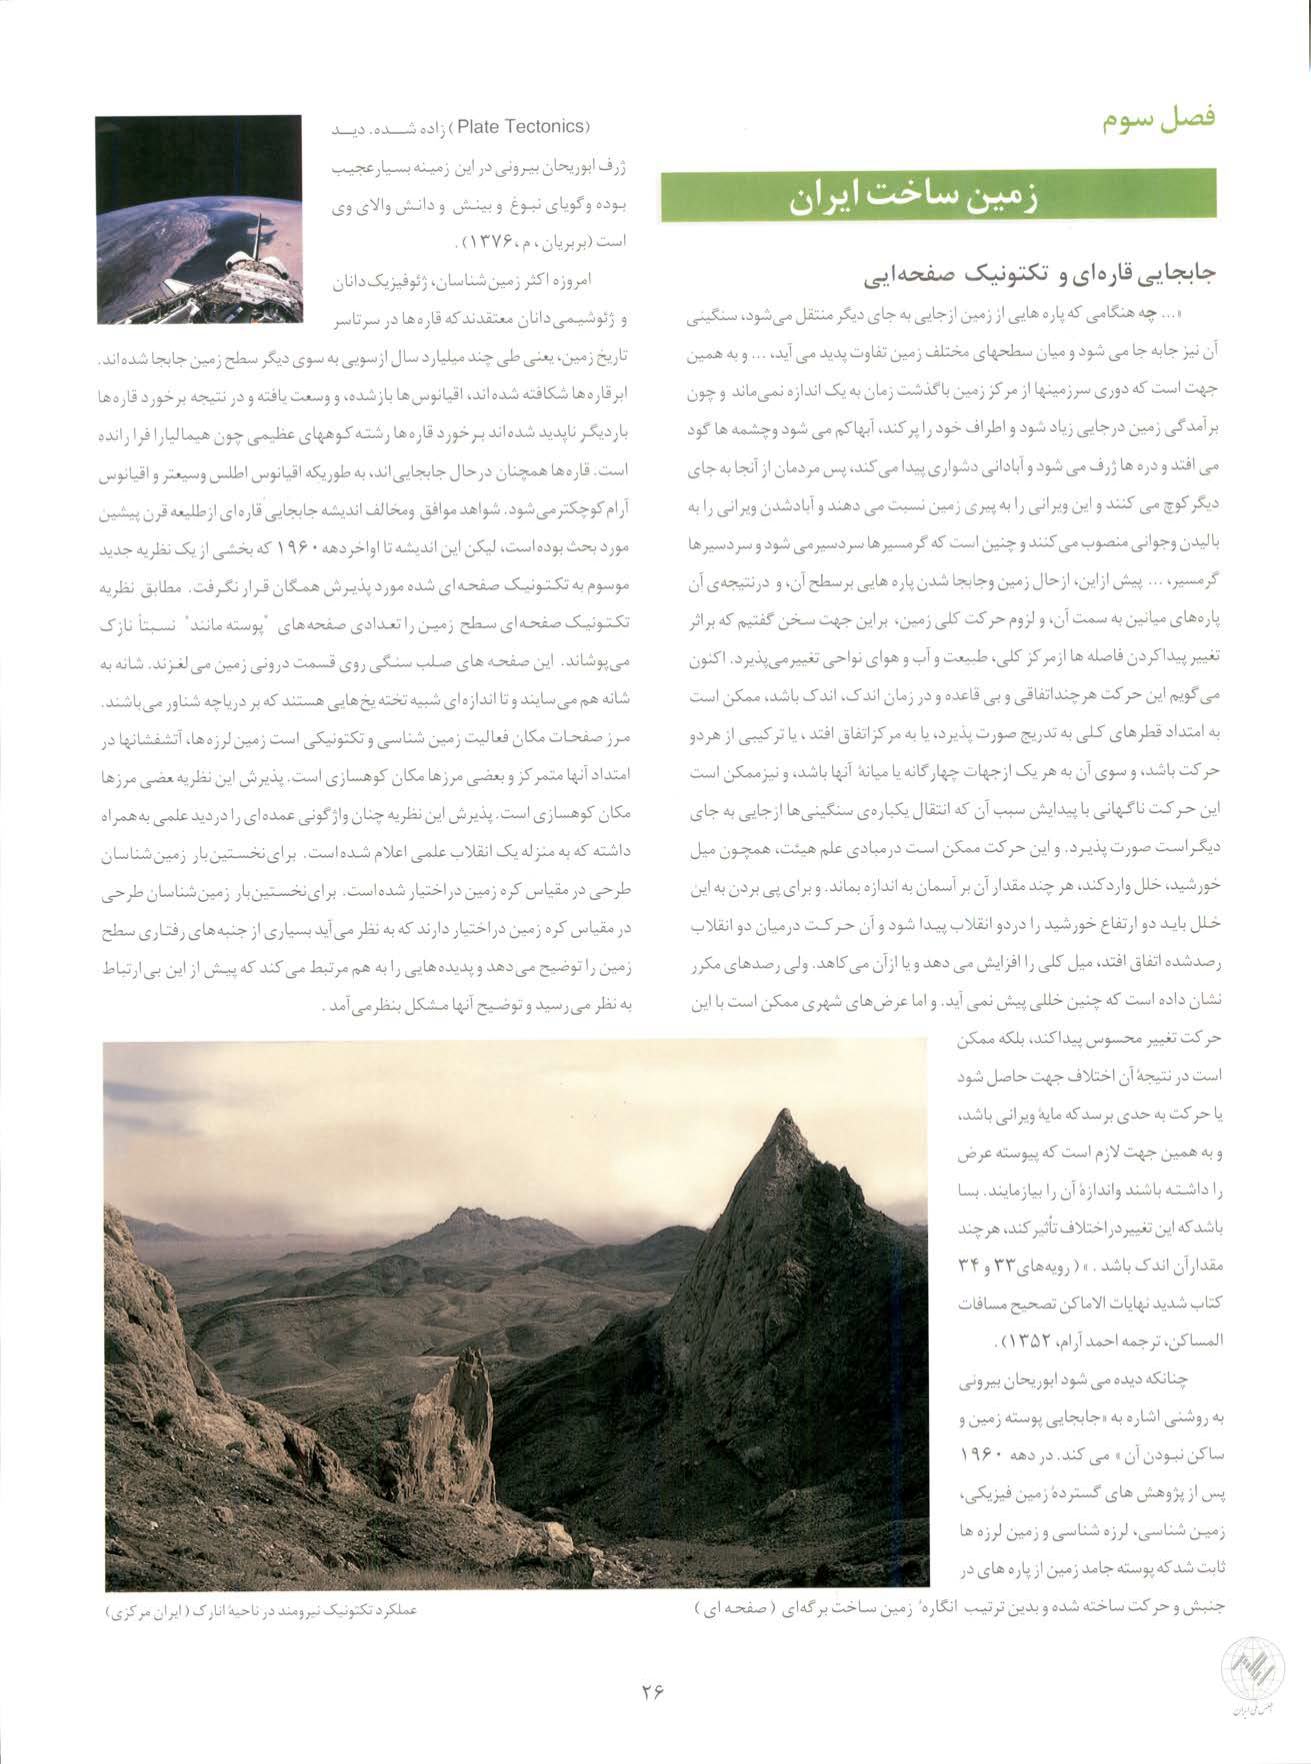 فصل سوم
زمین ساخت ایران
جابجایی قاره‌ای و تکتونیک صفحه‌ایی
«... چه هنگامی که پاره هایی از زمین ازجایی به جای دیگر منتقل می‌شود، سنگینی
آن نیز جابه جا می شود و میان سطحهای مختلف زمین تفاوت پدید می آید، ... و به همین
جهت است که دوری سرزمینها از مرکز زمین باگذشت زمان به یک اندازه نمی‌ماند و چون
برآمدگی زمین درجایی زیاد شود و اطراف خود را پرکند، آبهاکم می شود وچشمه ها گود
می افتد و دره ها ژرف می شود و آبادانی دشواری پیدا می‌کند، پس مردمان از آنجا به جای
دیگر کوچ می کنند و این ویرانی را به پیری زمین نسبت می دهند و آبادشدن ویرانی را به
بالیدن وجوانی منصوب می‌کنند و چنین است که گرمسیرها سردسیرمی شود و سردسیرها
گرمسیر، ... پیش ازاین، ازحال زمین وجابجا شدن پاره هایی برسطح آن، و درنتیجه‌ی آن
پاره‌های میانین به سمت آن، و لزوم حرکت کلی زمین، براین جهت سخن گفتیم که براثر
تغییر پیداکردن فاصله ها ازمرکز کلی، طبیعت و آب و هوای نواحی تغییرمی‌پذیرد. اکنون
می‌گویم این حرکت هرچنداتفاقی و بی قاعده و در زمان اندک، اندک باشد، ممکن است
به امتداد قطرهای کلی به تدریج صورت پذیرد، یا به مرکزاتفاق افتد ، یا ترکیبی از هردو
حرکت باشد، و سوی آن به هر یک ازجهات چهارگانه یا میانهٔ آنها باشد، و نیزممکن است
این حرکت ناگهانی با پیدایش سبب آن که انتقال یکباره‌ی سنگینی‌ها ازجایی به جای
دیگراست صورت پذیرد. و این حرکت ممکن است درمبادی علم هیئت، همچون میل
خورشید، خلل واردکند، هر چند مقدار آن بر آسمان به اندازه بماند. و برای پی بردن به این
خلل باید دو ارتفاع خورشید را دردو انقلاب پیدا شود و آن حرکت درمیان دو انقلاب
رصدشده اتفاق افتد، میل کلی را افزایش می دهد و یا ازآن می‌کاهد. ولی رصدهای مکرر
نشان داده است که چنین خللی پیش نمی آید. و اما عرض‌های شهری ممکن است با این
حرکت تغییر محسوس پیداکند، بلکه ممکن
است در نتیجهٔ آن اختلاف جهت حاصل شود
یا حرکت به حدی برسدکه مایهٔ ویرانی باشد،
و به همین جهت لازم است که پیوسته عرض
را داشته باشند واندازهٔ آن را بیازمایند. بسا
باشدکه این تغییردراختلاف تأثیرکند، هرچند
مقدارآن اندک باشد . » ( رویه‌های۳۳ و ۳۴
کتاب شدید نهایات الاماکن تصحیح مسافات
المساکن، ترجمه احمد آرام، ۱۳۵۲).
چنانکه دیده می شود ابوریحان بیرونی
به روشنی اشاره به «جابجایی پوسته زمین و
ساکن نبودن آن » می کند. در دهه ۱۹۶۰
پس از پژوهش های گستردهٔ زمین فیزیکی،
زمین شناسی، لرزه شناسی و زمین لرزه ها
ثابت شدکه پوسته جامد زمین از پاره های در
جنبش و حرکت ساخته شده و بدین ترتیب انگارهٔ زمین ساخت برگه‌ای ( صفحه ای )
(Plate Tectonics) زاده شده. دید
ژرف ابوریحان بیرونی در این زمینه بسیارعجیب
بوده وگویای نبوغ و بینش و دانش والای وی
است (بربریان ، م ، ۱۳۷۶) .
امروزه اکثر زمین‌شناسان، ژئوفیزیک‌دانان
و ژئوشیمی‌دانان معتقدندکه قاره‌ها در سرتاسر
تاریخ زمین، یعنی طی چند میلیارد سال ازسویی به سوی دیگر سطح زمین جابجا شده‌اند.
ابرقاره‌ها شکافته شده‌اند، اقیانوس‌ها بازشده، و وسعت یافته و در نتیجه برخورد قاره‌ها
باردیگر ناپدید شده‌اند برخورد قاره‌ها رشته کوههای عظیمی چون هیمالیارا فرا رانده
است. قاره‌ها همچنان درحال جابجایی‌اند، به طوریکه اقیانوس اطلس وسیعتر و اقیانوس
آرام کوچکترمی‌شود. شواهد موافق ومخالف اندیشه جابجایی قاره‌ای ازطلیعه قرن پیشین
مورد بحث بوده‌است، لیکن این اندیشه تا اواخردهه ۱۹۶۰ که بخشی از یک نظریه جدید
موسوم به تکتونیک صفحه‌ای شده مورد پذیرش همگان قرار نگرفت. مطابق نظریه
تکتونیک صفحه‌ای سطح زمین را تعدادی صفحه‌های "پوسته مانند" نسبتاً نازک
می‌پوشاند. این صفحه های صلب سنگی روی قسمت درونی زمین می لغزند. شانه به
شانه هم می‌سایند و تا اندازه‌ای شبیه تخته یخ‌هایی هستند که بر دریاچه شناور می‌باشند.
مرز صفحات مکان فعالیت زمین شناسی و تکتونیکی است زمین لرزه‌ها، آتشفشانها در
امتداد آنها متمرکز و بعضی مرزها مکان کوهسازی است. پذیرش این نظریه عضی مرزها
مکان کوهسازی است. پذیرش این نظریه چنان واژگونی عمده‌ای را دردید علمی به‌همراه
داشته که به منزله یک انقلاب علمی اعلام شده‌است. برای‌نخستین‌بار زمین‌شناسان
طرحی در مقیاس کره زمین دراختیار شده‌است. برای‌نخستین‌بار زمین‌شناسان طرحی
در مقیاس کره زمین دراختیار دارند که به نظر می‌آید بسیاری از جنبه‌های رفتاری سطح
زمین را توضیح می‌دهد و پدیده‌هایی را به هم مرتبط می‌کند که پیش از این بی‌ارتباط
به نظر می‌رسید و توضیح آنها مشکل بنظرمی‌آمد .
عملکرد تکتونیک نیرومند در ناحیهٔ انارک ( ایران مرکزی)
۲۶